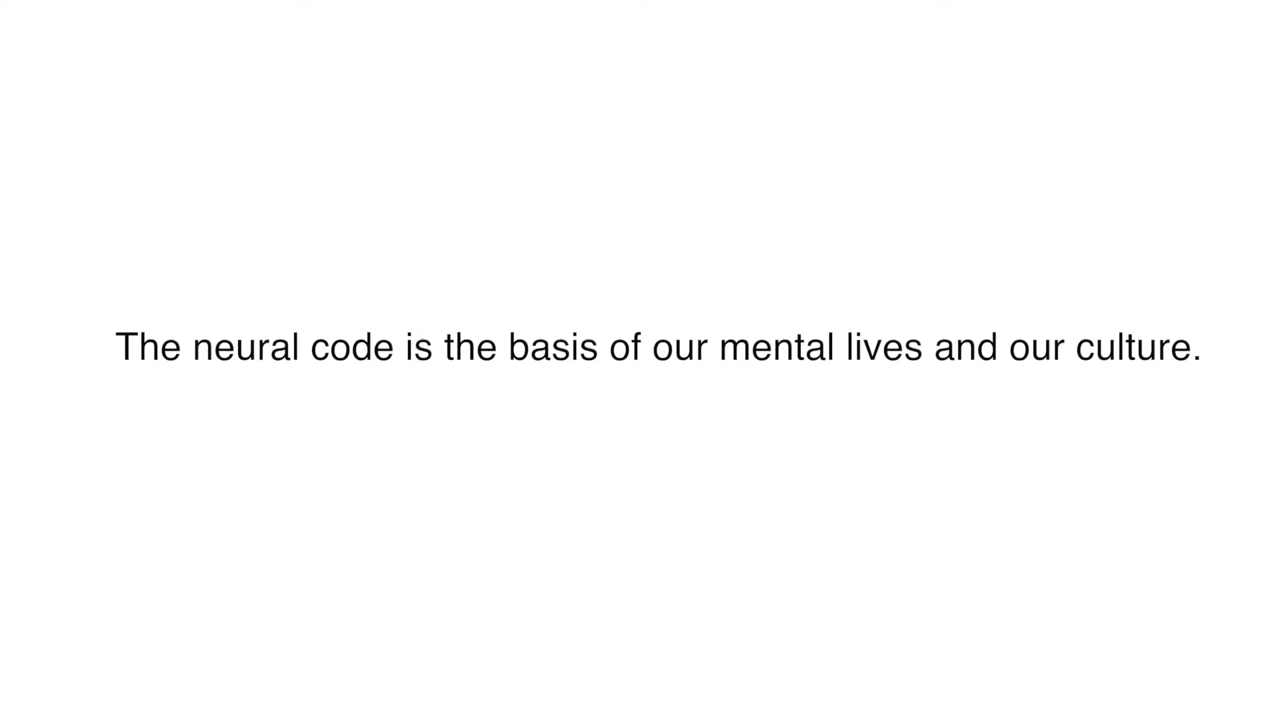 The neural code is the basis of our mental lives and our culture.